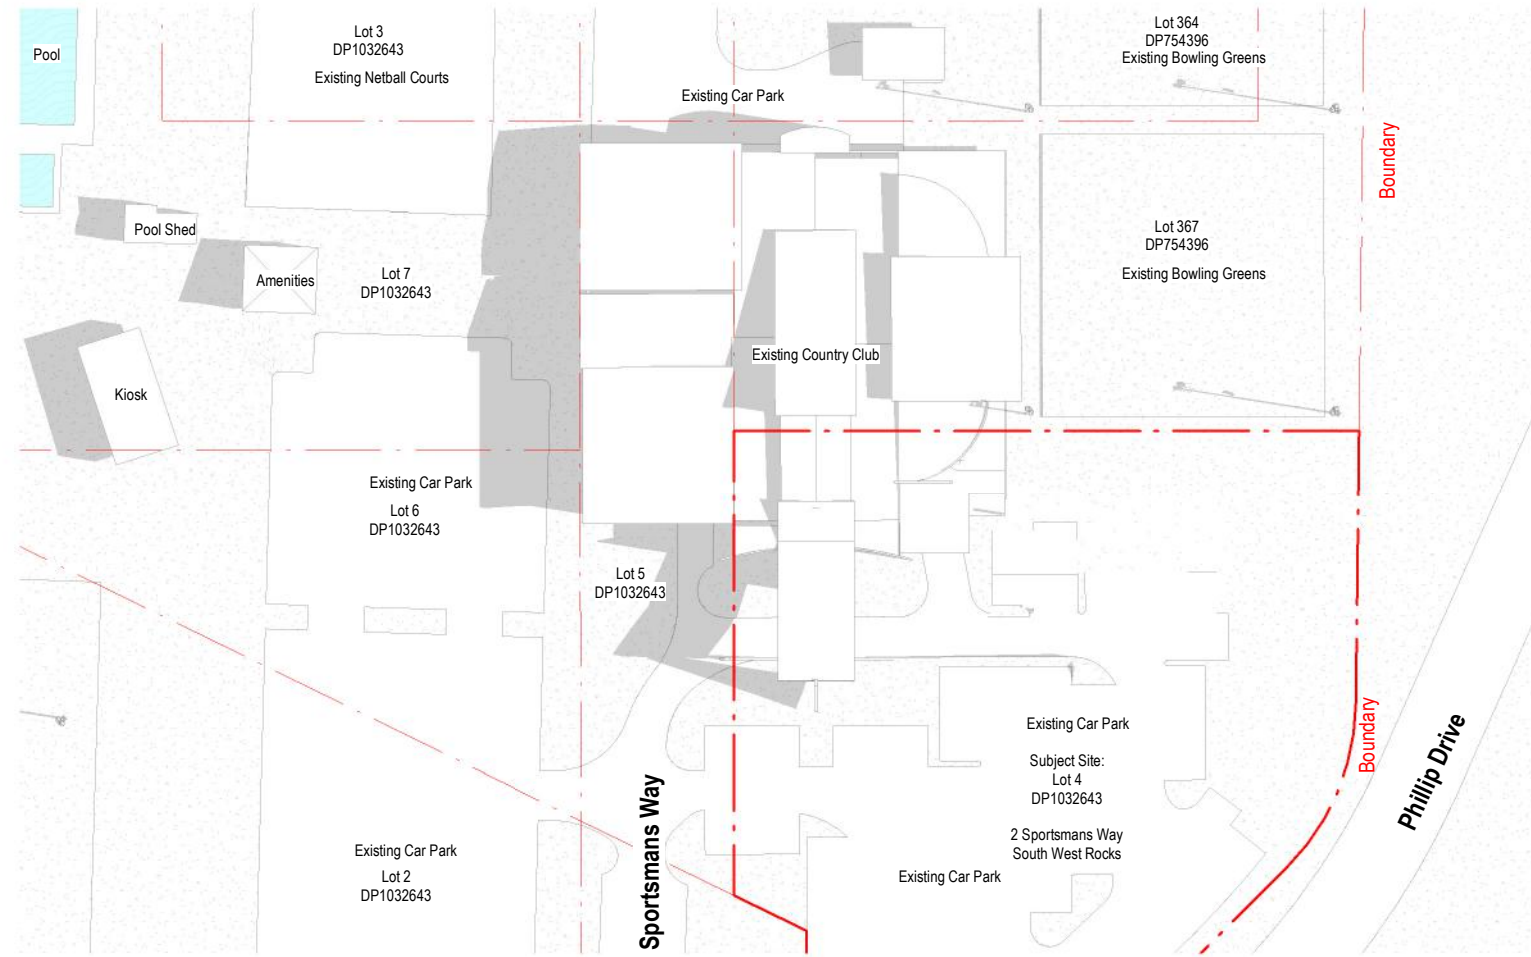 Pool
Lot 3
DP1032643
Existing Netball Courts
Existing Car Park
Lot 364
DP754396
Existing Bowling Greens
Boundary
Pool Shed
Amenities
Lot 7
DP1032643
Lot 367
DP754396
Existing Bowling Greens
Existing Country Club
Kiosk
Existing Car Park
Lot 6
DP1032643
Lot 5
DP1032643
Existing Car Park
Subject Site:
Lot 4
DP1032643
2 Sportsmans Way
South West Rocks
Existing Car Park
Boundary
Phillip Drive
Sportsmans Way
Existing Car Park
Lot 2
DP1032643